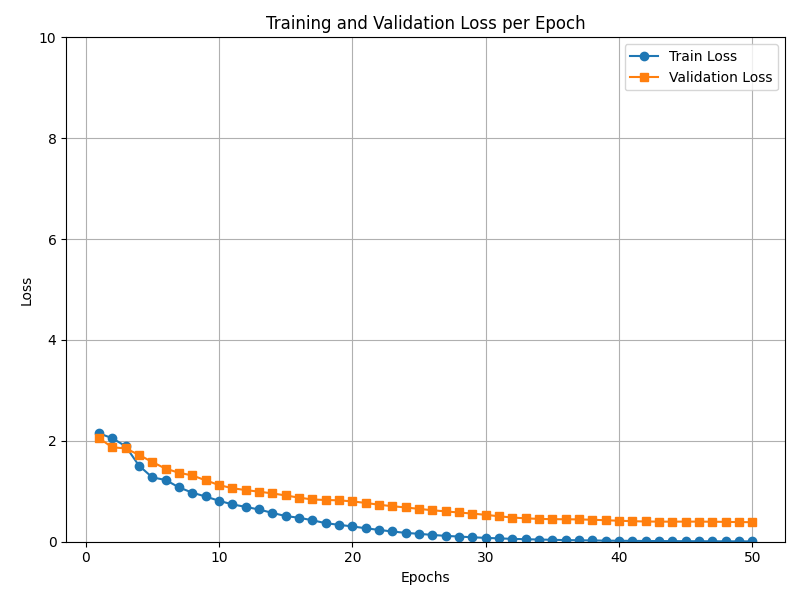 Training and Validation Loss per Epoch
Train Loss
Validation Loss
10
8
6
4
2
0
Loss
0 10 20 30 40 50
Epochs